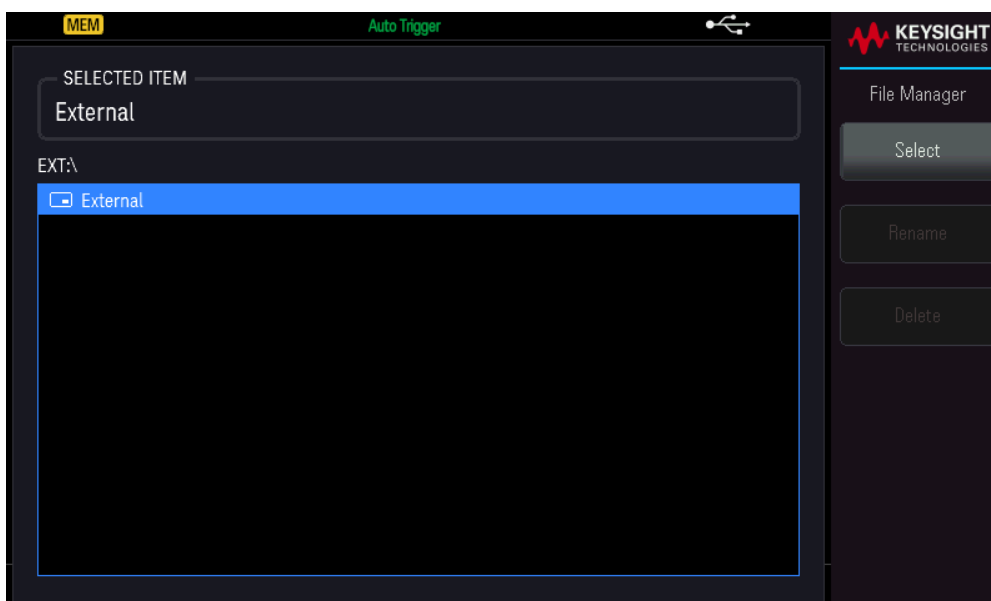 MEM Auto Trigger
KEYSIGHT
TECHNOLOGIES
SELECTED ITEM
External
EXT:\
External
File Manager
Select
Rename
Delete